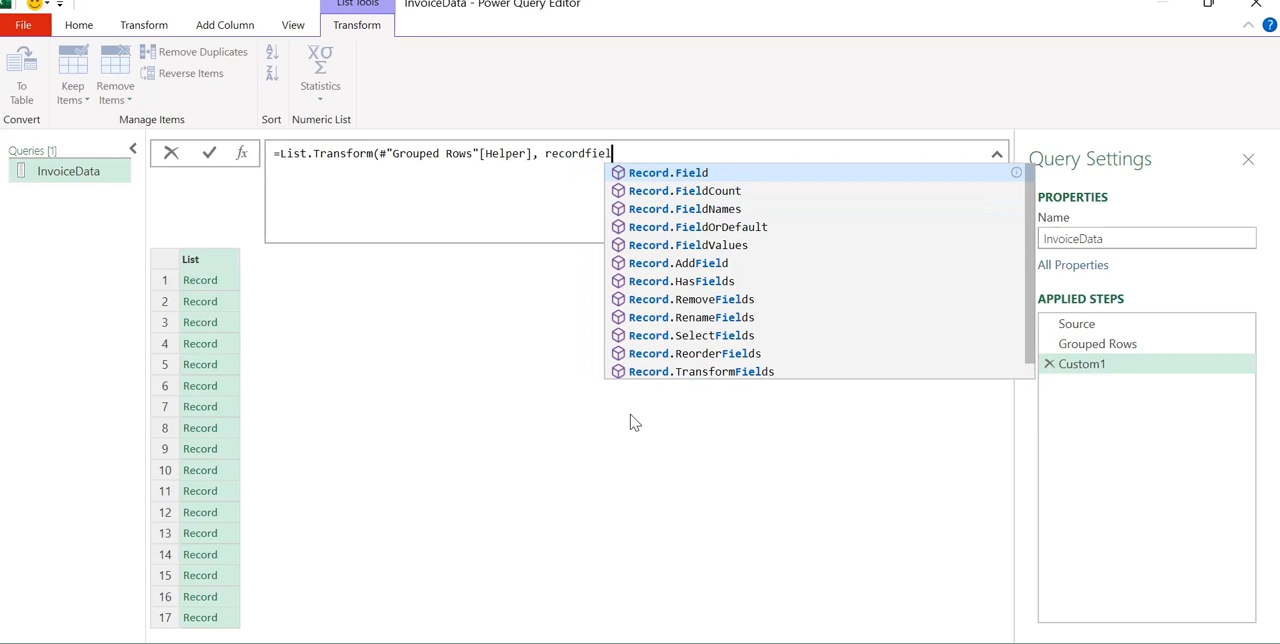 List Tools
InvoiceData - Power Query Editor
File
Home
Transform
Add Column
View
Transform
To
Table
Keep
Items
Remove
Items
Remove Duplicates
Reverse Items
Statistics
Convert
Manage Items
Sort
Numeric List
Queries [1]
InvoiceData
fx
=List.Transform(#"Grouped Rows"[Helper], recordfiel
Record.Field
Record.FieldCount
Record.FieldNames
Record.FieldOrDefault
Record.FieldValues
Record.AddField
Record.HasFields
Record.RemoveFields
Record.RenameFields
Record.SelectFields
Record.ReorderFields
Record.TransformFields
List
1 Record
2 Record
3 Record
4 Record
5 Record
6 Record
7 Record
8 Record
9 Record
10 Record
11 Record
12 Record
13 Record
14 Record
15 Record
16 Record
17 Record
Query Settings
PROPERTIES
Name
InvoiceData
All Properties
APPLIED STEPS
Source
Grouped Rows
Custom1